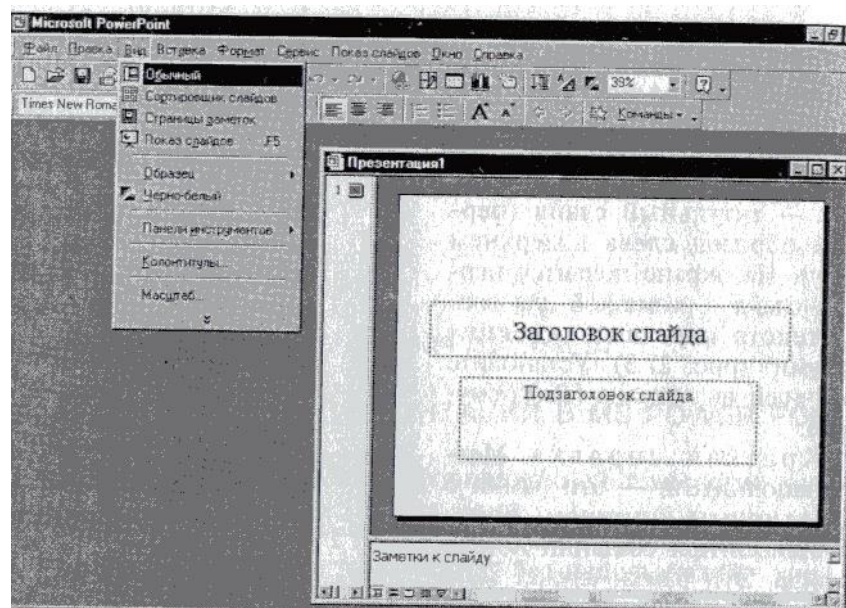 Microsoft PowerPoint
Файл Правка Вид Вставка Формат Сервис Показ слайдов Окно Справка
39%
Times New Roma
Команды
Обычный
Сортировщик слайдов
Страницы заметок
Показ слайдов F5
Образец
Черно-белый
Панели инструментов
Колонтитулы...
Масштаб...
Презентация1
1
Заголовок слайда
Подзаголовок слайда
Заметки к слайду